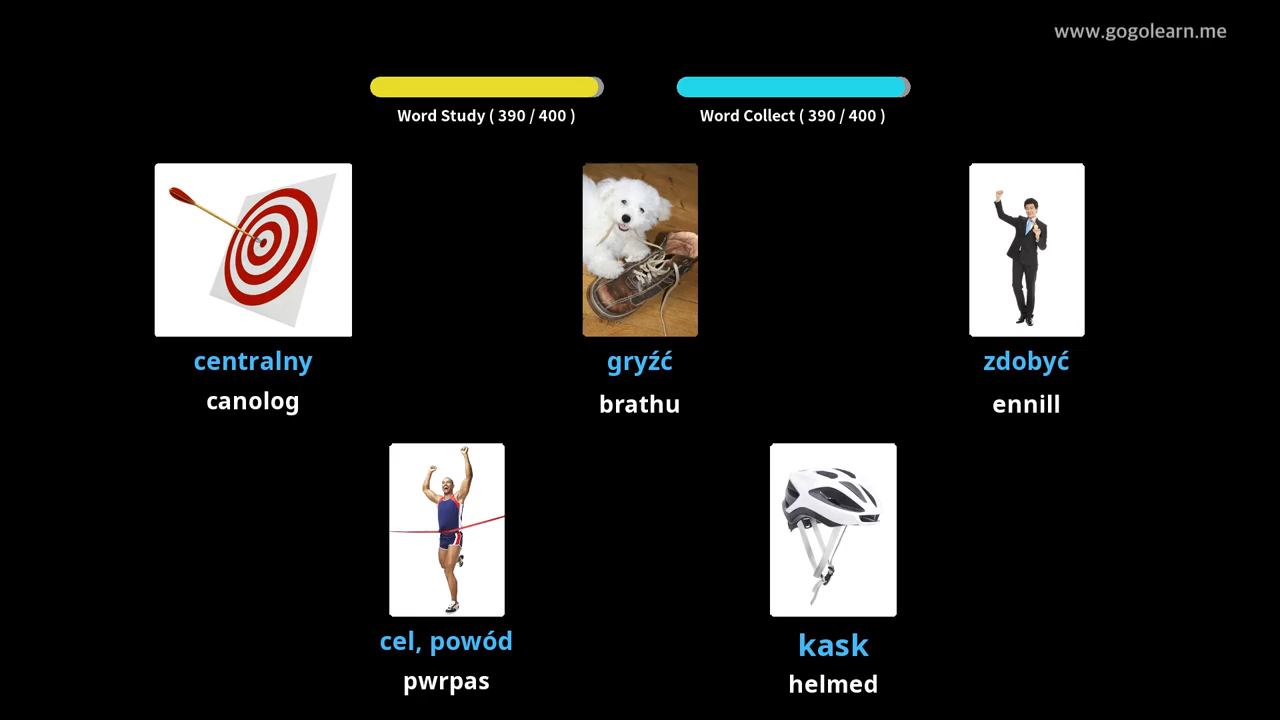 www.gogolearn.me
Word Study ( 390 / 400 )
Word Collect ( 390 / 400 )
centralny
canolog
gryźć
brathu
zdobyć
ennill
cel, powód
pwrpas
kask
helmed